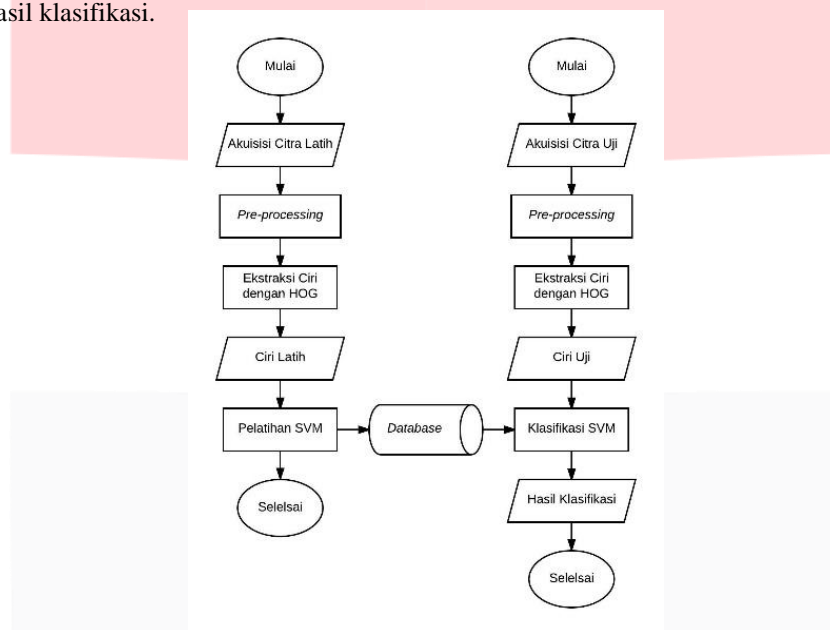 asil klasifikasi.
Mulai
Akuisisi Citra Latih
Pre-processing
Ekstraksi Ciri
dengan HOG
Ciri Latih
Pelatihan SVM
Selelsai
Database
Mulai
Akuisisi Citra Uji
Pre-processing
Ekstraksi Ciri
dengan HOG
Ciri Uji
Klasifikasi SVM
Hasil Klasifikasi
Selelsai